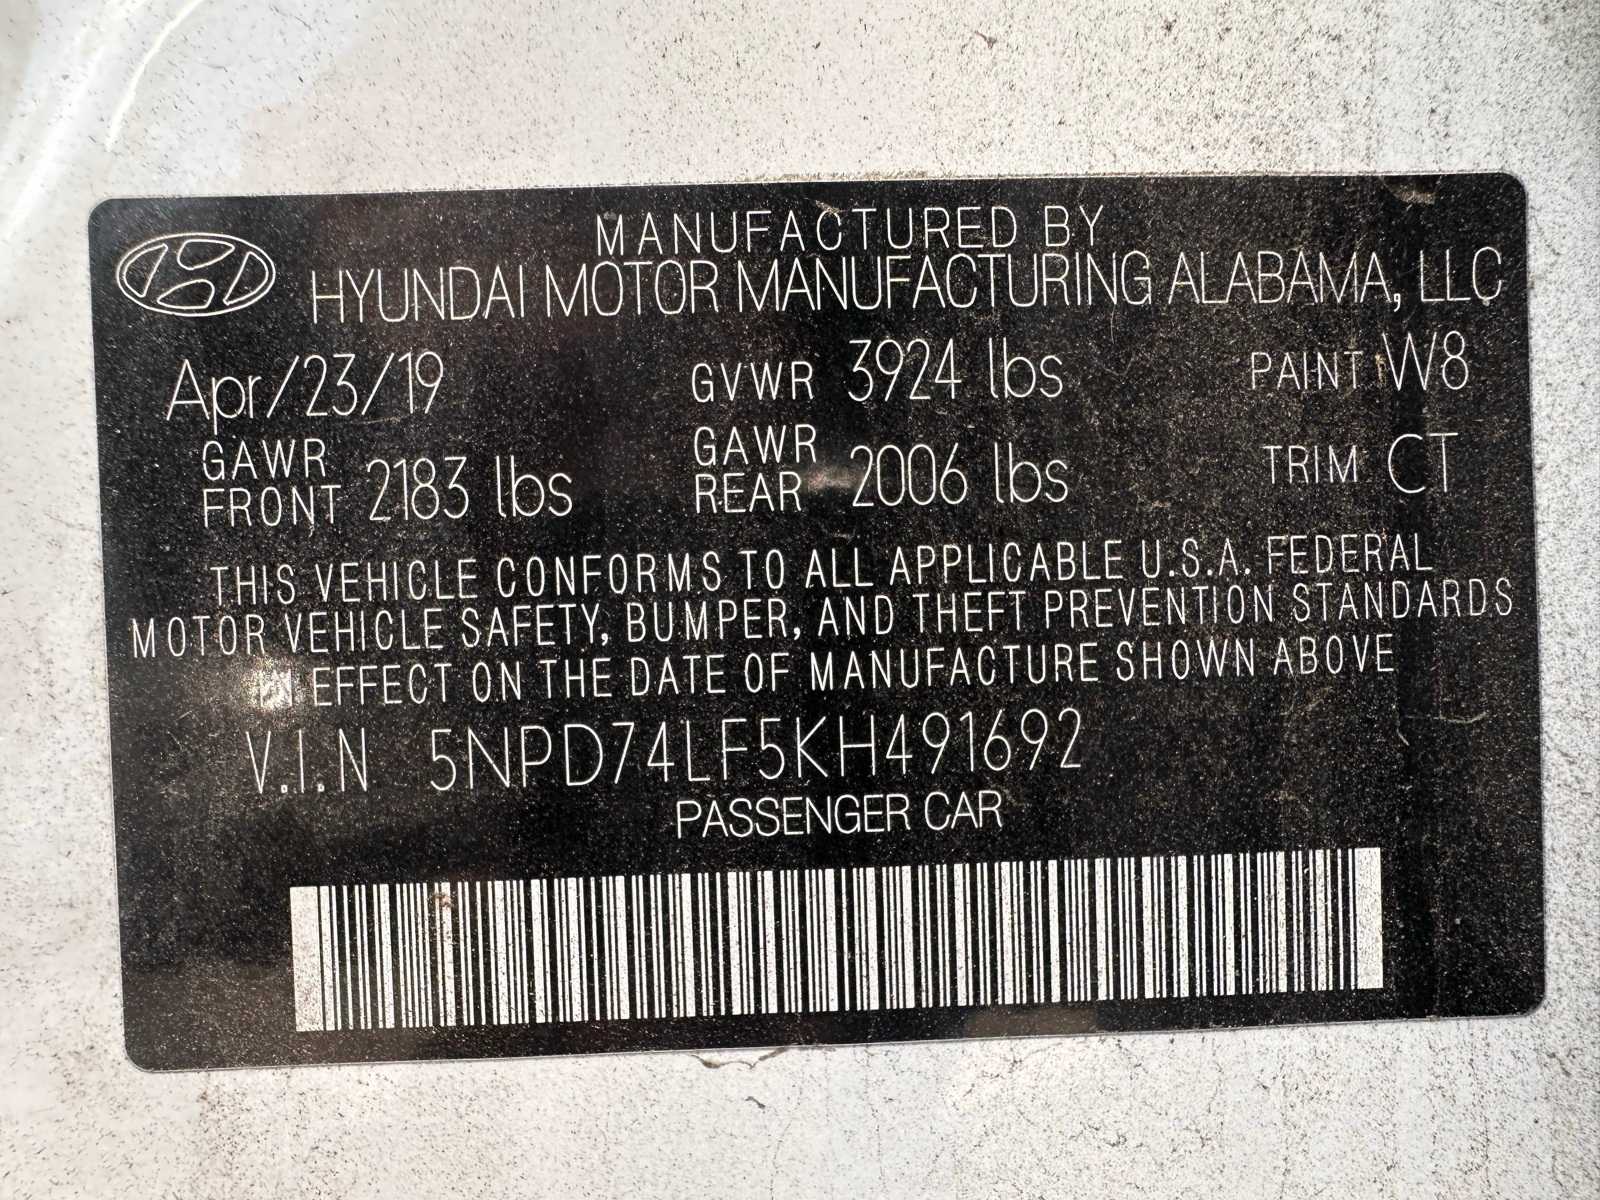 MANUFACTURED BY
HYUNDAI MOTOR MANUFACTURING ALABAMA, LLC
Apr/23/19 GVWR 3924 lbs PAINT W8
GAWR FRONT 2183 lbs GAWR REAR 2006 lbs TRIM CT
THIS VEHICLE CONFORMS TO ALL APPLICABLE U.S.A. FEDERAL
MOTOR VEHICLE SAFETY, BUMPER, AND THEFT PREVENTION STANDARDS
IN EFFECT ON THE DATE OF MANUFACTURE SHOWN ABOVE
V.I.N 5NPD74LF5KH491692
PASSENGER CAR